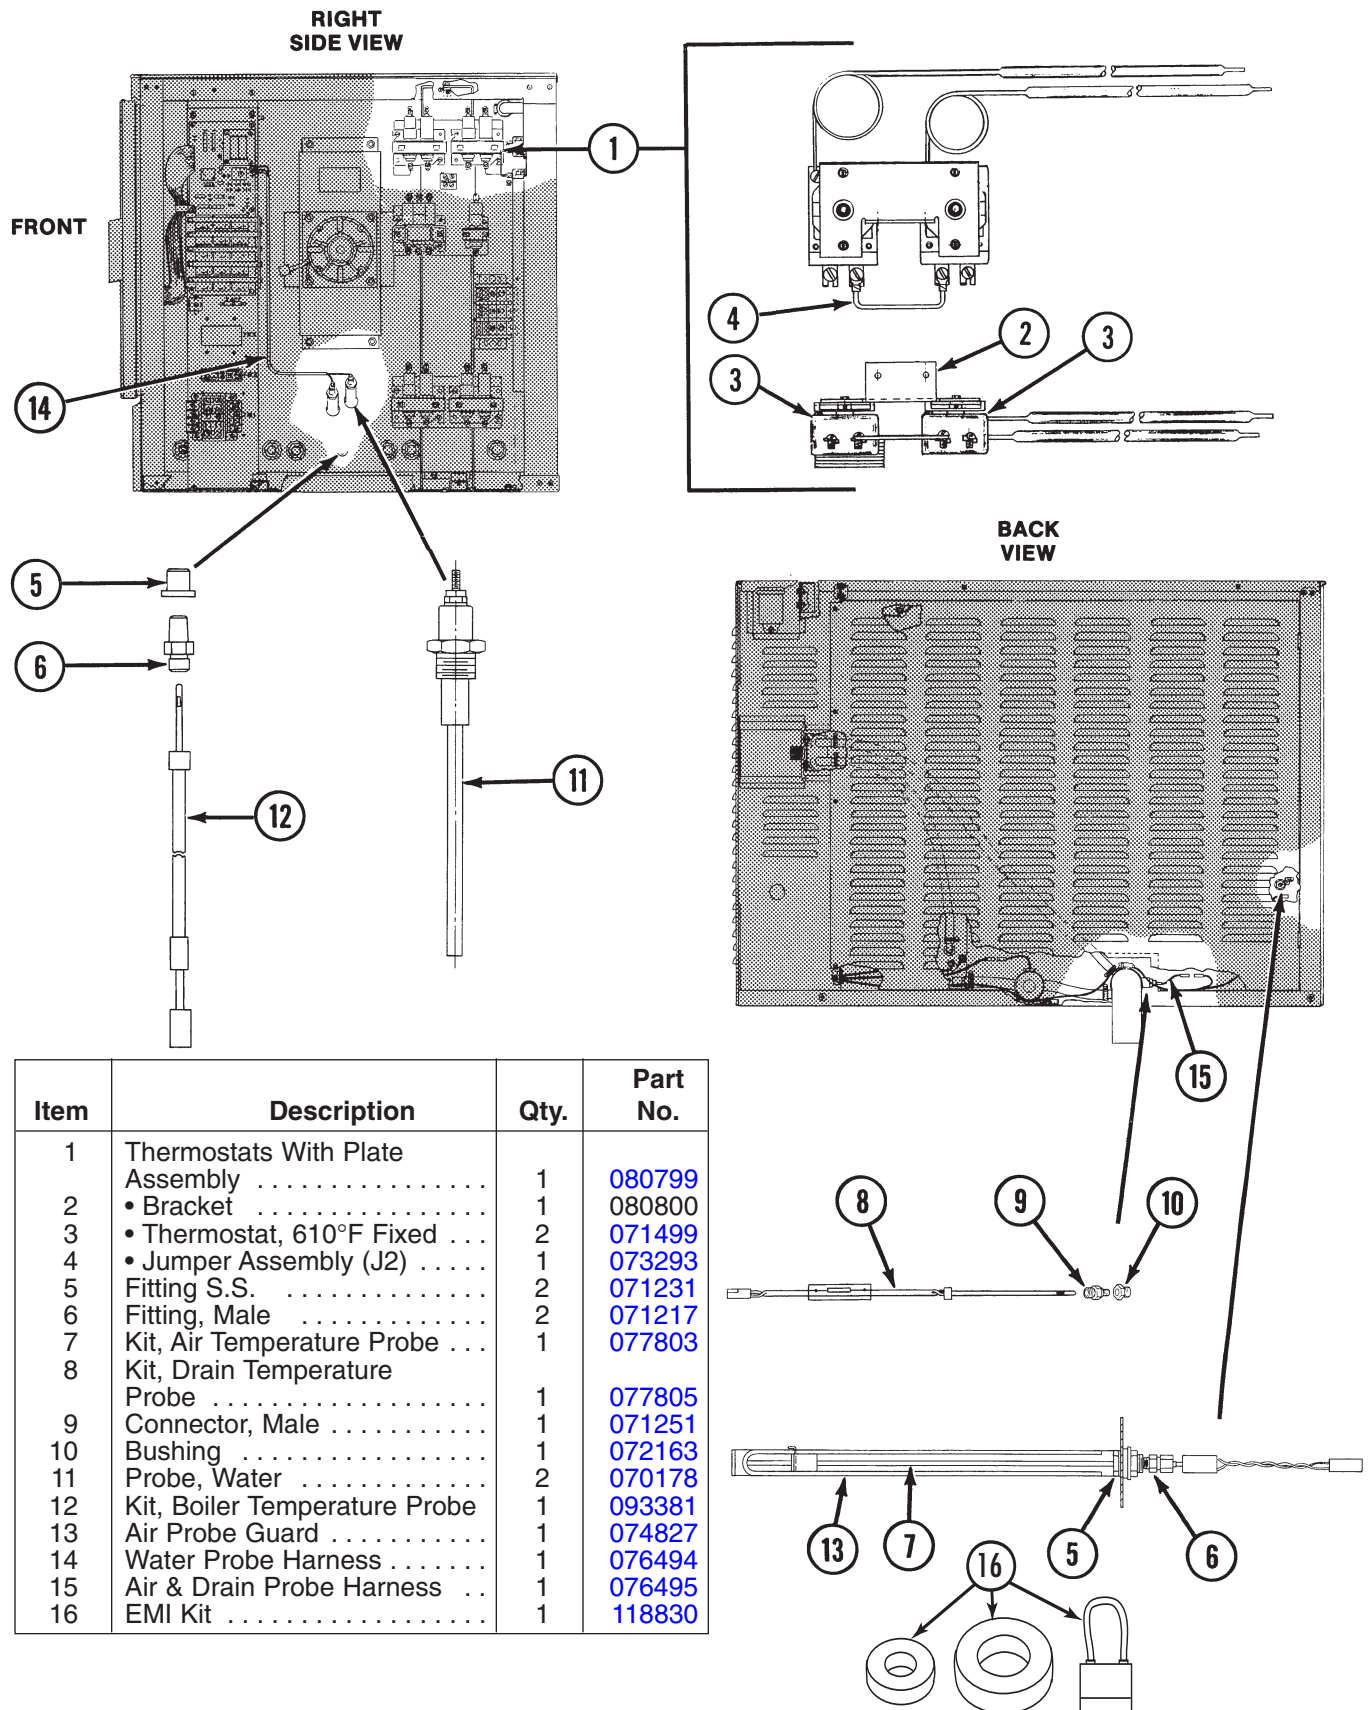 RIGHT
SIDE VIEW
1
FRONT
4
2
3
3
14
BACK
VIEW
5
6
11
12
15
8
9
10
13
7
5
6
16
Item Description Qty. Part No.
1 Thermostats With Plate
Assembly . . . . . . . . . . . . . . . . 1 080799
2 • Bracket . . . . . . . . . . . . . . . . 1 080800
3 • Thermostat, 610°F Fixed . . . 2 071499
4 • Jumper Assembly (J2) . . . . . 1 073293
5 Fitting S.S. . . . . . . . . . . . . . . 2 071231
6 Fitting, Male . . . . . . . . . . . . . 2 071217
7 Kit, Air Temperature Probe . . . 1 077803
8 Kit, Drain Temperature
Probe . . . . . . . . . . . . . . . . . . . 1 077805
9 Connector, Male . . . . . . . . . . . 1 071251
10 Bushing . . . . . . . . . . . . . . . . . 1 072163
11 Probe, Water . . . . . . . . . . . . . 2 070178
12 Kit, Boiler Temperature Probe 1 093381
13 Air Probe Guard . . . . . . . . . . . 1 074827
14 Water Probe Harness . . . . . . . 1 076494
15 Air & Drain Probe Harness . . 1 076495
16 EMI Kit . . . . . . . . . . . . . . . . . . 1 118830